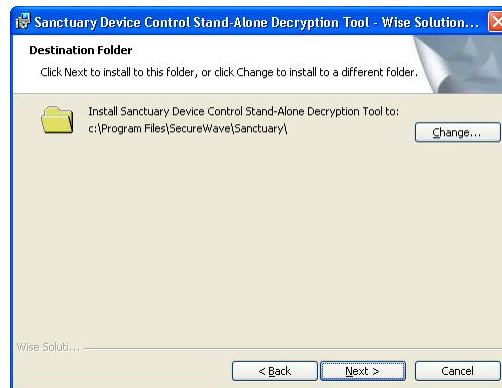 Sanctuary Device Control Stand-Alone Decryption Tool - Wise Solution...
Destination Folder
Click Next to install to this folder, or click Change to install to a different folder.
Install Sanctuary Device Control Stand-Alone Decryption Tool to:
c:\Program Files\SecureWave\Sanctuary\
Change...
Wise Soluti...
< Back
Next >
Cancel